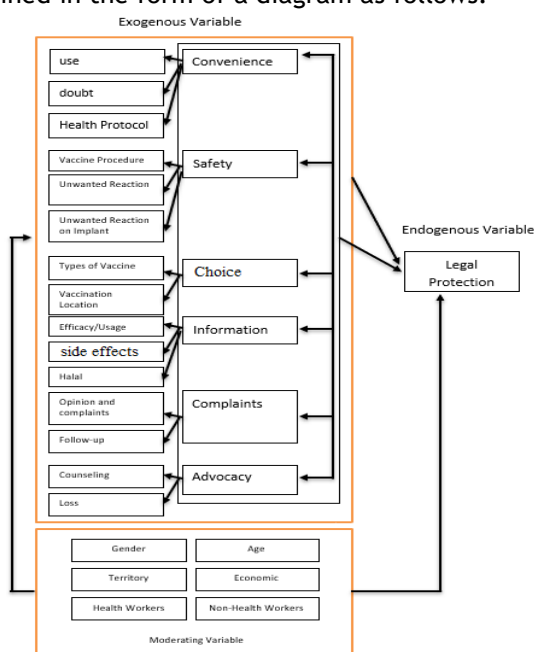 ined in the form of a diagram as follows:
Exogenous Variable
use
Convenience
doubt
Health Protocol
Vaccine Procedure
Safety
Unwanted Reaction
Unwanted Reaction
on Implant
Endogenous Variable
Legal
Protection
Types of Vaccine
Choice
Vaccination
Location
Efficacy/Usage
Information
side effects
Halal
Opinion and
complaints
Complaints
Follow-up
Counseling
Advocacy
Loss
Gender
Age
Territory
Economic
Health Workers
Non-Health Workers
Moderating Variable